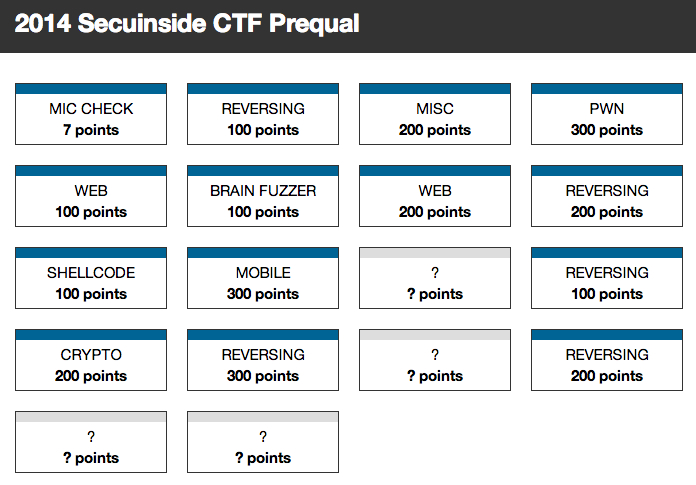 2014 Secuinside CTF Prequal
MIC CHECK
7 points
REVERSING
100 points
MISC
200 points
PWN
300 points
WEB
100 points
BRAIN FUZZER
100 points
WEB
200 points
REVERSING
200 points
SHELLCODE
100 points
MOBILE
300 points
?
? points
REVERSING
100 points
CRYPTO
200 points
REVERSING
300 points
?
? points
REVERSING
200 points
?
? points
?
? points